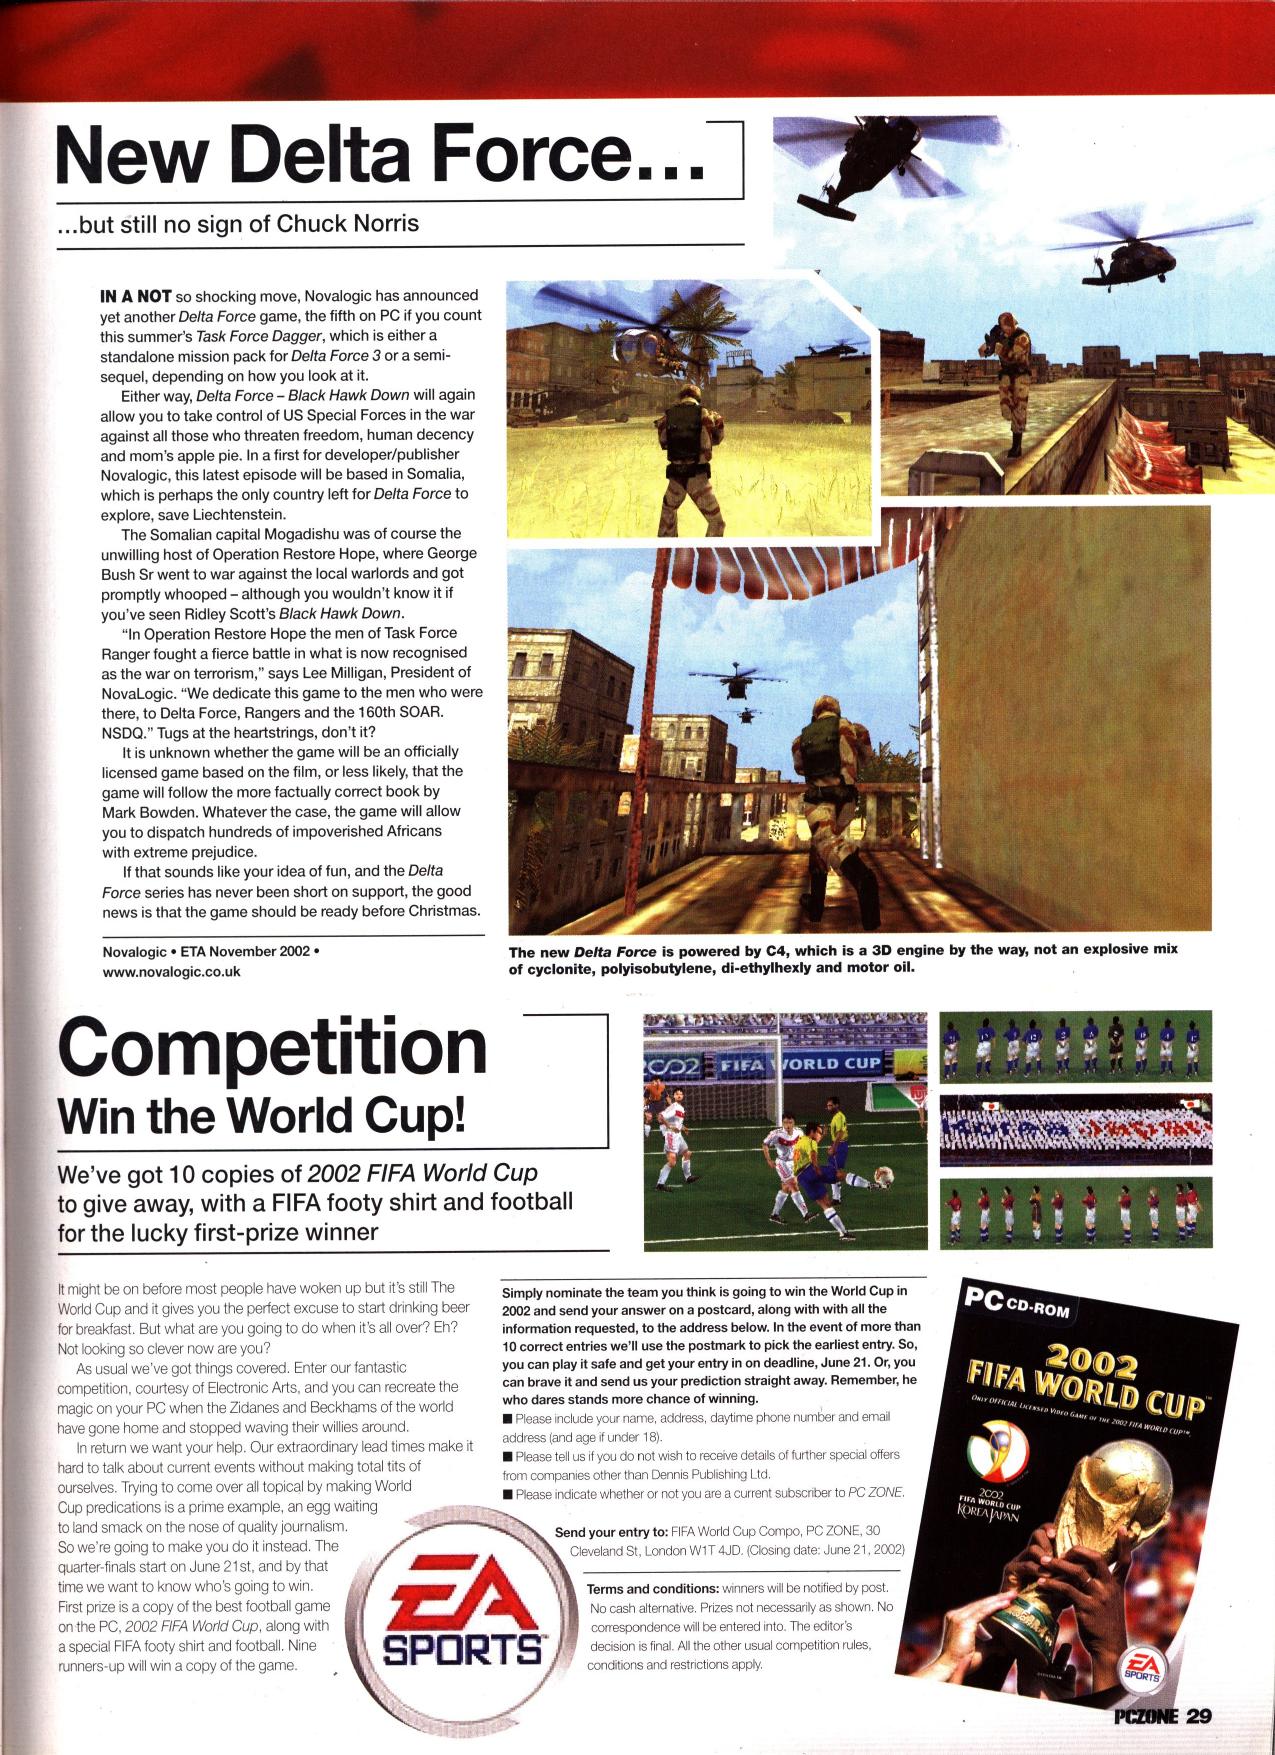 New Delta Force...
...but still no sign of Chuck Norris
IN A NOT so shocking move, Novalogic has announced
yet another Delta Force game, the fifth on PC if you count
this summer's Task Force Dagger, which is either a
standalone mission pack for Delta Force 3 or a semi-
sequel, depending on how you look at it.
Either way, Delta Force – Black Hawk Down will again
allow you to take control of US Special Forces in the war
against all those who threaten freedom, human decency
and mom's apple pie. In a first for developer/publisher
Novalogic, this latest episode will be based in Somalia,
which is perhaps the only country left for Delta Force to
explore, save Liechtenstein.
The Somalian capital Mogadishu was of course the
unwilling host of Operation Restore Hope, where George
Bush Sr went to war against the local warlords and got
promptly whooped – although you wouldn't know it if
you've seen Ridley Scott's Black Hawk Down.
"In Operation Restore Hope the men of Task Force
Ranger fought a fierce battle in what is now recognised
as the war on terrorism," says Lee Milligan, President of
NovaLogic. "We dedicate this game to the men who were
there, to Delta Force, Rangers and the 160th SOAR.
NSDQ." Tugs at the heartstrings, don't it?
It is unknown whether the game will be an officially
licensed game based on the film, or less likely, that the
game will follow the more factually correct book by
Mark Bowden. Whatever the case, the game will allow
you to dispatch hundreds of impoverished Africans
with extreme prejudice.
If that sounds like your idea of fun, and the Delta
Force series has never been short on support, the good
news is that the game should be ready before Christmas.
Novalogic • ETA November 2002 •
www.novalogic.co.uk
The new Delta Force is powered by C4, which is a 3D engine by the way, not an explosive mix
of cyclonite, polyisobutylene, di-ethylhexly and motor oil.
Competition
Win the World Cup!
We've got 10 copies of 2002 FIFA World Cup
to give away, with a FIFA footy shirt and football
for the lucky first-prize winner
2002 FIFA WORLD CUP
It might be on before most people have woken up but it's still The
World Cup and it gives you the perfect excuse to start drinking beer
for breakfast. But what are you going to do when it's all over? Eh?
Not looking so clever now are you?
As usual we've got things covered. Enter our fantastic
competition, courtesy of Electronic Arts, and you can recreate the
magic on your PC when the Zidanes and Beckhams of the world
have gone home and stopped waving their willies around.
In return we want your help. Our extraordinary lead times make it
hard to talk about current events without making total tits of
ourselves. Trying to come over all topical by making World
Cup predications is a prime example, an egg waiting
to land smack on the nose of quality journalism.
So we're going to make you do it instead. The
quarter-finals start on June 21st, and by that
time we want to know who's going to win.
First prize is a copy of the best football game
on the PC, 2002 FIFA World Cup, along with
a special FIFA footy shirt and football. Nine
runners-up will win a copy of the game.
EA
SPORTS™
Simply nominate the team you think is going to win the World Cup in
2002 and send your answer on a postcard, along with with all the
information requested, to the address below. In the event of more than
10 correct entries we'll use the postmark to pick the earliest entry. So,
you can play it safe and get your entry in on deadline, June 21. Or, you
can brave it and send us your prediction straight away. Remember, he
who dares stands more chance of winning.
■ Please include your name, address, daytime phone number and email
address (and age if under 18).
■ Please tell us if you do not wish to receive details of further special offers
from companies other than Dennis Publishing Ltd.
■ Please indicate whether or not you are a current subscriber to PC ZONE.
Send your entry to: FIFA World Cup Compo, PC ZONE, 30
Cleveland St, London W1T 4JD. (Closing date: June 21, 2002)
Terms and conditions: winners will be notified by post.
No cash alternative. Prizes not necessarily as shown. No
correspondence will be entered into. The editor's
decision is final. All the other usual competition rules,
conditions and restrictions apply.
PC CD-ROM
2002
FIFA WORLD CUP™
ONLY OFFICIAL LICENSED VIDEO GAME OF THE 2002 FIFA WORLD CUP™.
2002
FIFA WORLD CUP
KOREA JAPAN
EA
SPORTS
PCZONE 29